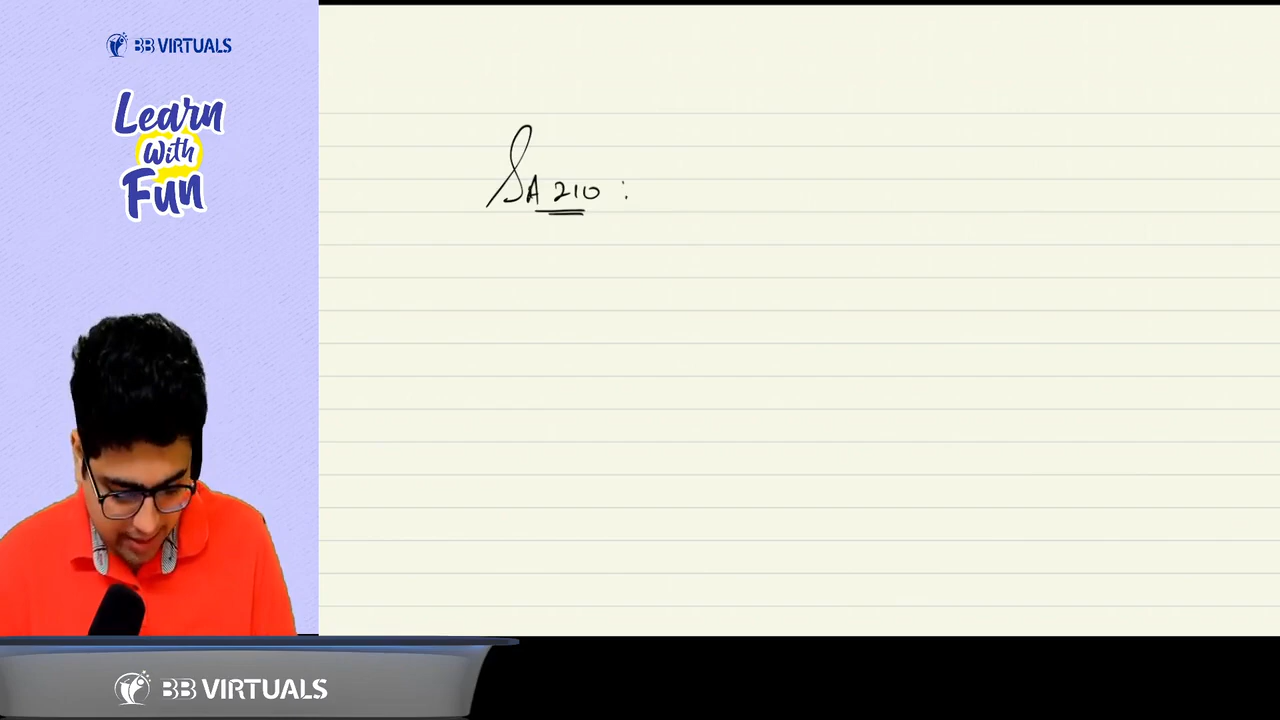 BB VIRTUALS
Learn
With
Fun
SA 210 :
BB VIRTUALS